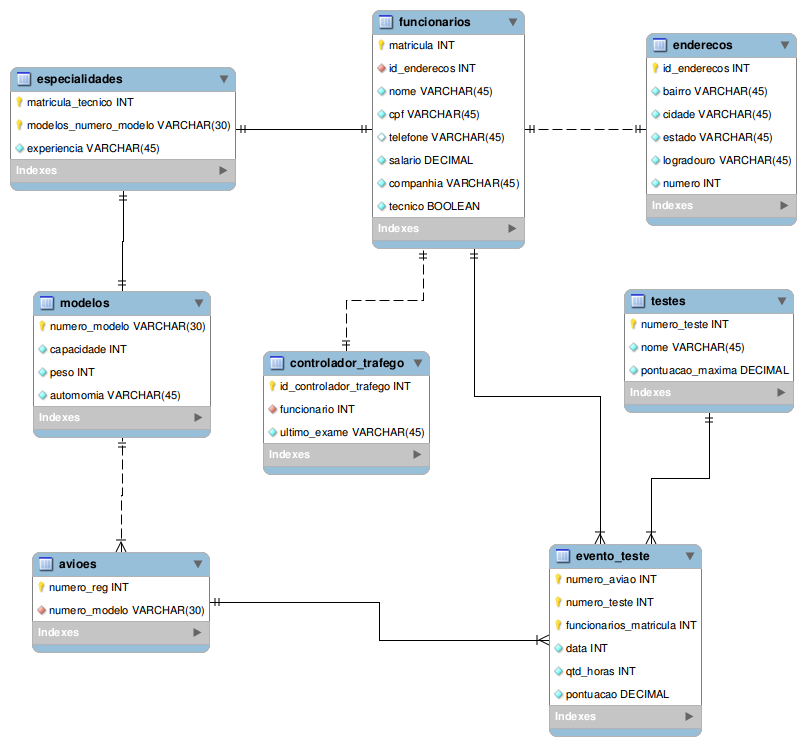 funcionarios
matricula INT
id_enderecos INT
nome VARCHAR(45)
cpf VARCHAR(45)
telefone VARCHAR(45)
salario DECIMAL
companhia VARCHAR(45)
tecnico BOOLEAN
Indexes
enderecos
id_enderecos INT
bairro VARCHAR(45)
cidade VARCHAR(45)
estado VARCHAR(45)
logradouro VARCHAR(45)
numero INT
Indexes
especialidades
matricula_tecnico INT
modelos_numero_modelo VARCHAR(30)
experiencia VARCHAR(45)
Indexes
modelos
numero_modelo VARCHAR(30)
capacidade INT
peso INT
automomia VARCHAR(45)
Indexes
controlador_trafego
id_controlador_trafego INT
funcionario INT
ultimo_exame VARCHAR(45)
Indexes
testes
numero_teste INT
nome VARCHAR(45)
pontuacao_maxima DECIMAL
Indexes
avioes
numero_reg INT
numero_modelo VARCHAR(30)
Indexes
evento_teste
numero_aviao INT
numero_teste INT
funcionarios_matricula INT
data INT
qtd_horas INT
pontuacao DECIMAL
Indexes